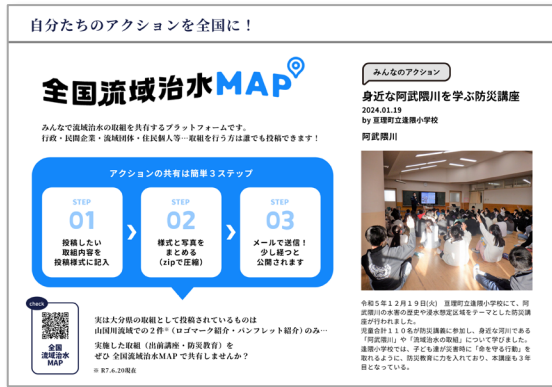 自分たちのアクションを全国に！
全国流域治水MAP
みんなで流域治水の取組を共有するプラットフォームです。
行政・民間企業・流域団体・住民個人等…取組を行う方は誰でも投稿できます！
アクションの共有は簡単３ステップ
STEP
01
投稿したい
取組内容を
投稿様式に記入
STEP
02
様式と写真を
まとめる
（zipで圧縮）
STEP
03
メールで送信！
少し経つと
公開されます
check
全国
流域治水
MAP
実は大分県の取組として投稿されているものは
山国川流域での２件※（ロゴマーク紹介・パンフレット紹介）のみ…
実施した取組（出前講座・防災教育）を
ぜひ 全国流域治水MAP で共有しませんか？
※ R7.6.20現在
みんなのアクション
身近な阿武隈川を学ぶ防災講座
2024.01.19
by 亘理町立逢隈小学校
阿武隈川
令和５年１２月１９日(火)　亘理町立逢隈小学校にて、阿
武隈川の水害の歴史や浸水想定区域をテーマとした防災講
座が行われました。
児童合計１１０名が防災講義に参加し、身近な河川である
「阿武隈川」や「流域治水の取組」について学びました。
逢隈小学校では、子ども達が災害時に「命を守る行動」を
取れるように、防災教育に力を入れており、本講座も３年
目となっている。